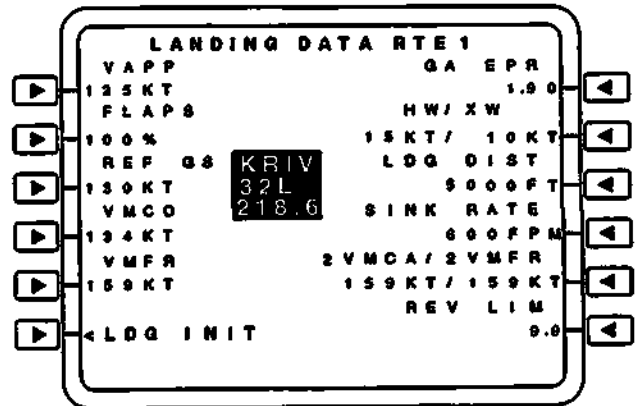 LANDING DATA RTE 1
VAPP GA EPR
125KT 1.90
FLAPS HW/XW
100% 15KT/ 10KT
REF GS LDG DIST
130KT 5000FT
KRIV
32L
218.6
VMCO SINK RATE
134KT 600FPM
VMFR 2VMCA/2VMFR
159KT 159KT/159KT
REV LIM
<LDG INIT 9.9